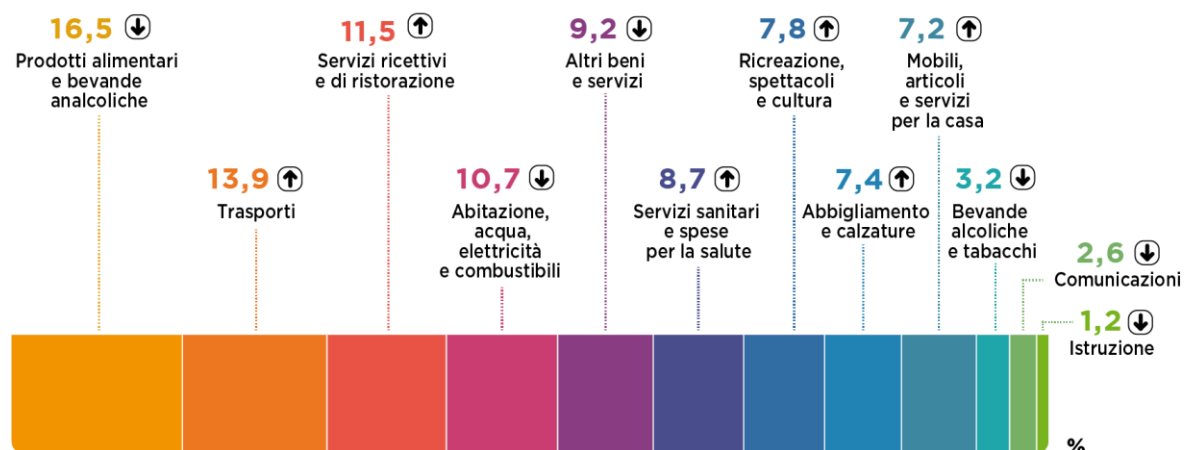 16,5
Prodotti alimentari
e bevande
analcoliche
11,5
Servizi ricettivi
e di ristorazione
9,2
Altri beni
e servizi
7,8
Ricreazione,
spettacoli
e cultura
7,2
Mobili,
articoli
e servizi
per la casa
13,9
Trasporti
10,7
Abitazione,
acqua,
elettricità
e combustibili
8,7
Servizi sanitari
e spese
per la salute
7,4
Abbigliamento
e calzature
3,2
Bevande
alcoliche
e tabacchi
2,6
Comunicazioni
1,2
Istruzione
%